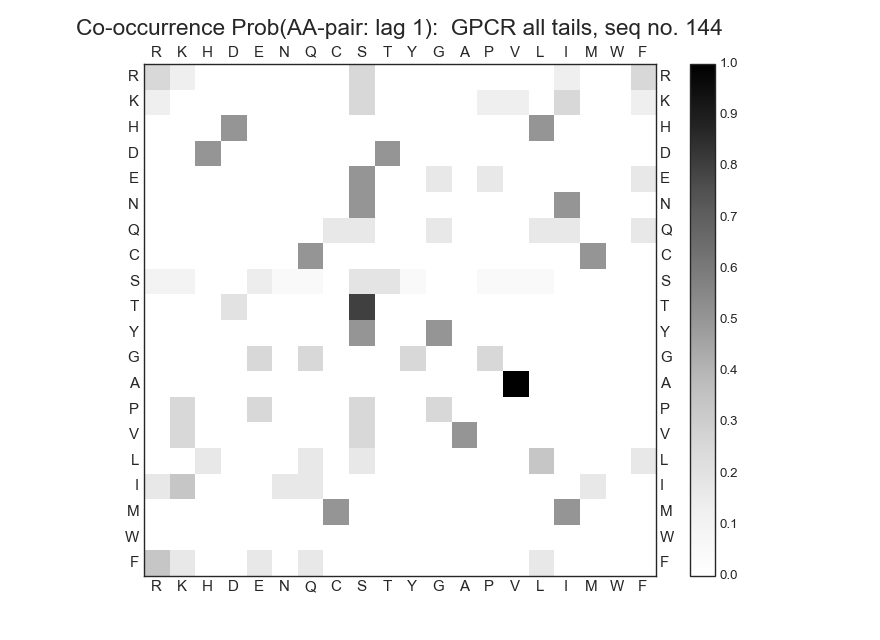 Co-occurrence Prob(AA-pair: lag 1):  GPCR all tails, seq no. 144
R K H D E N Q C S T Y G A P V L I M W F
R R 1.0
K K
H H 0.9
D D 0.8
E E
N N 0.7
Q Q
C C 0.6
S S
T T 0.5
Y Y
G G 0.4
A A
P P 0.3
V V
L L 0.2
I I
M M 0.1
W W
F F 0.0
R K H D E N Q C S T Y G A P V L I M W F